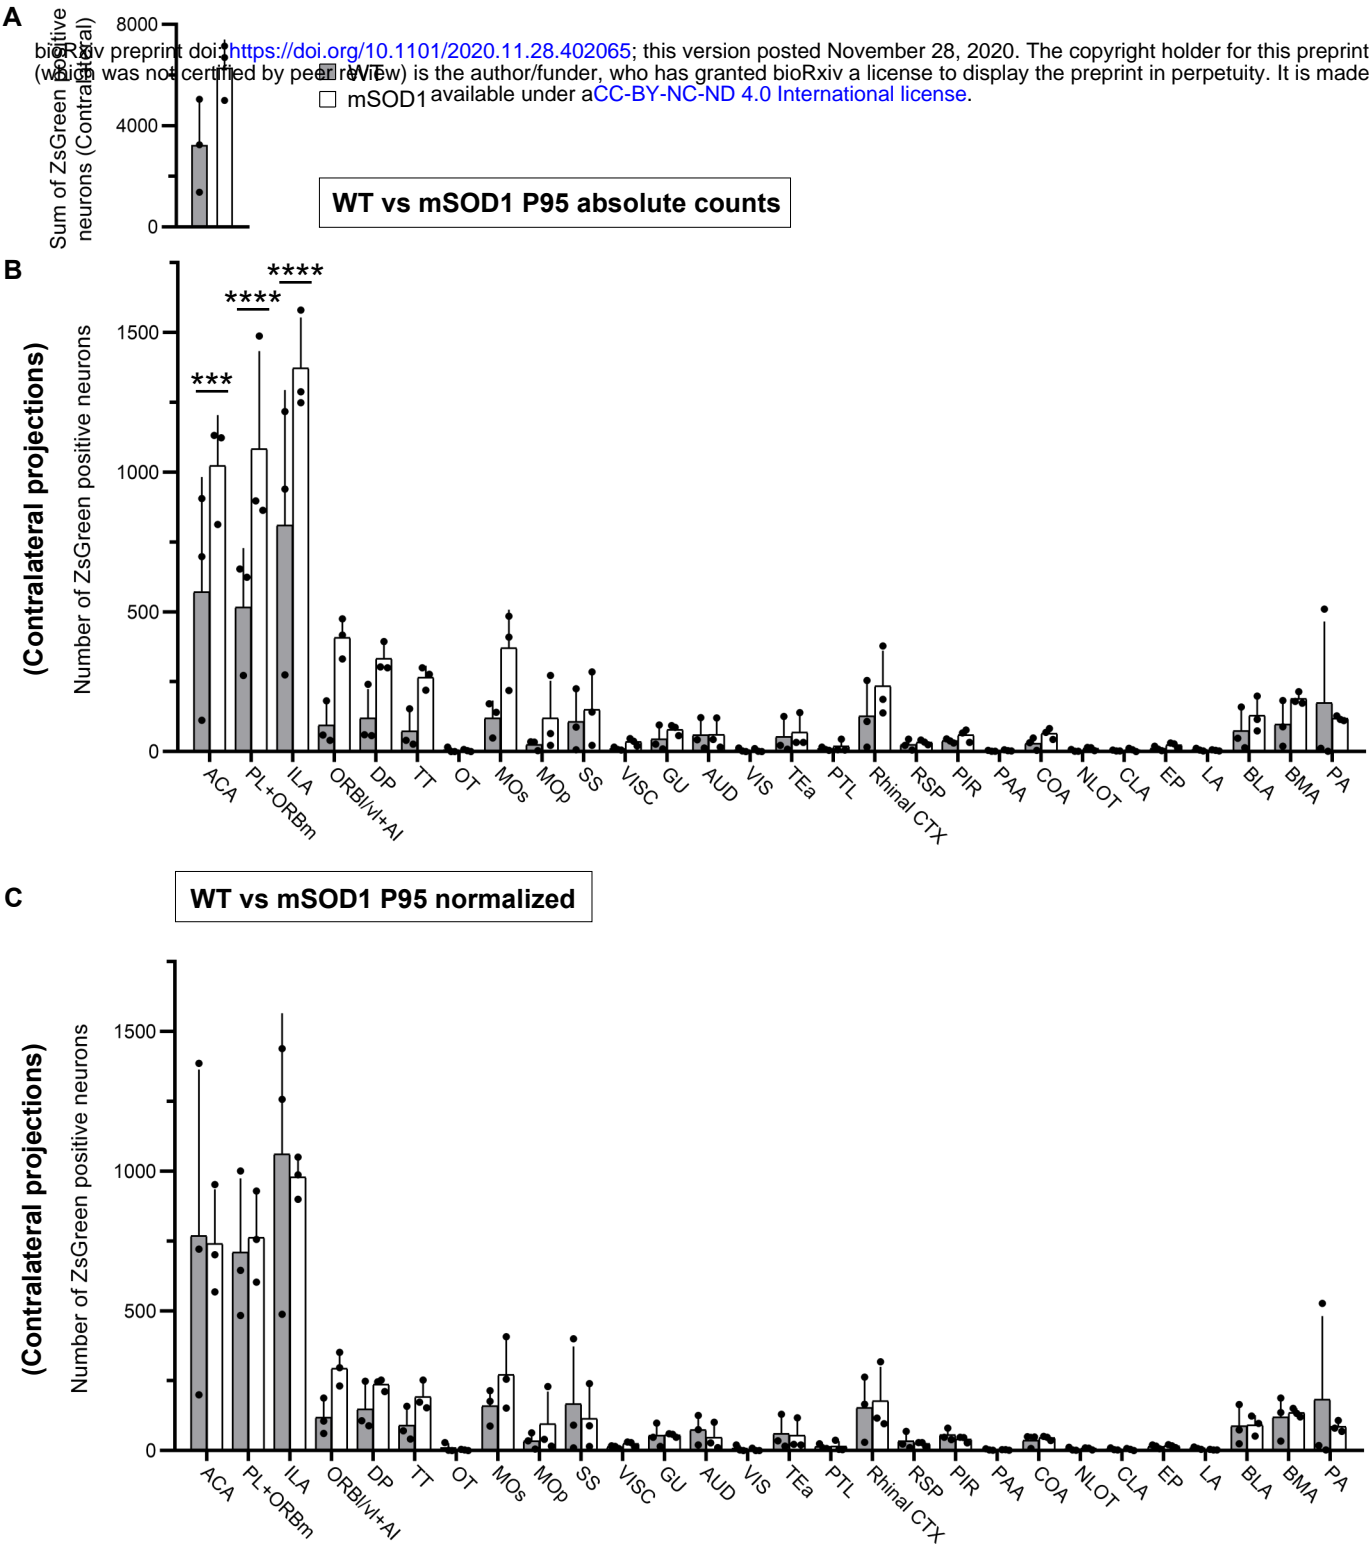 A
8000
4000
0
Sum of ZsGreen positive
neurons (Contralateral)
bioRxiv preprint doi: https://doi.org/10.1101/2020.11.28.402065; this version posted November 28, 2020. The copyright holder for this preprint
(which was not certified by peer review) is the author/funder, who has granted bioRxiv a license to display the preprint in perpetuity. It is made
available under aCC-BY-NC-ND 4.0 International license.
WT
mSOD1
WT vs mSOD1 P95 absolute counts
B
(Contralateral projections)
Number of ZsGreen positive neurons
1500
1000
500
0
***
****
****
ACA
PL+ORBm
ILA
ORBl/vl+AI
DP
TT
OT
MOs
MOp
SS
VISC
GU
AUD
VIS
TEa
PTL
Rhinal CTX
RSP
PIR
PAA
COA
NLOT
CLA
EP
LA
BLA
BMA
PA
C
WT vs mSOD1 P95 normalized
(Contralateral projections)
Number of ZsGreen positive neurons
1500
1000
500
0
ACA
PL+ORBm
ILA
ORBl/vl+AI
DP
TT
OT
MOs
MOp
SS
VISC
GU
AUD
VIS
TEa
PTL
Rhinal CTX
RSP
PIR
PAA
COA
NLOT
CLA
EP
LA
BLA
BMA
PA